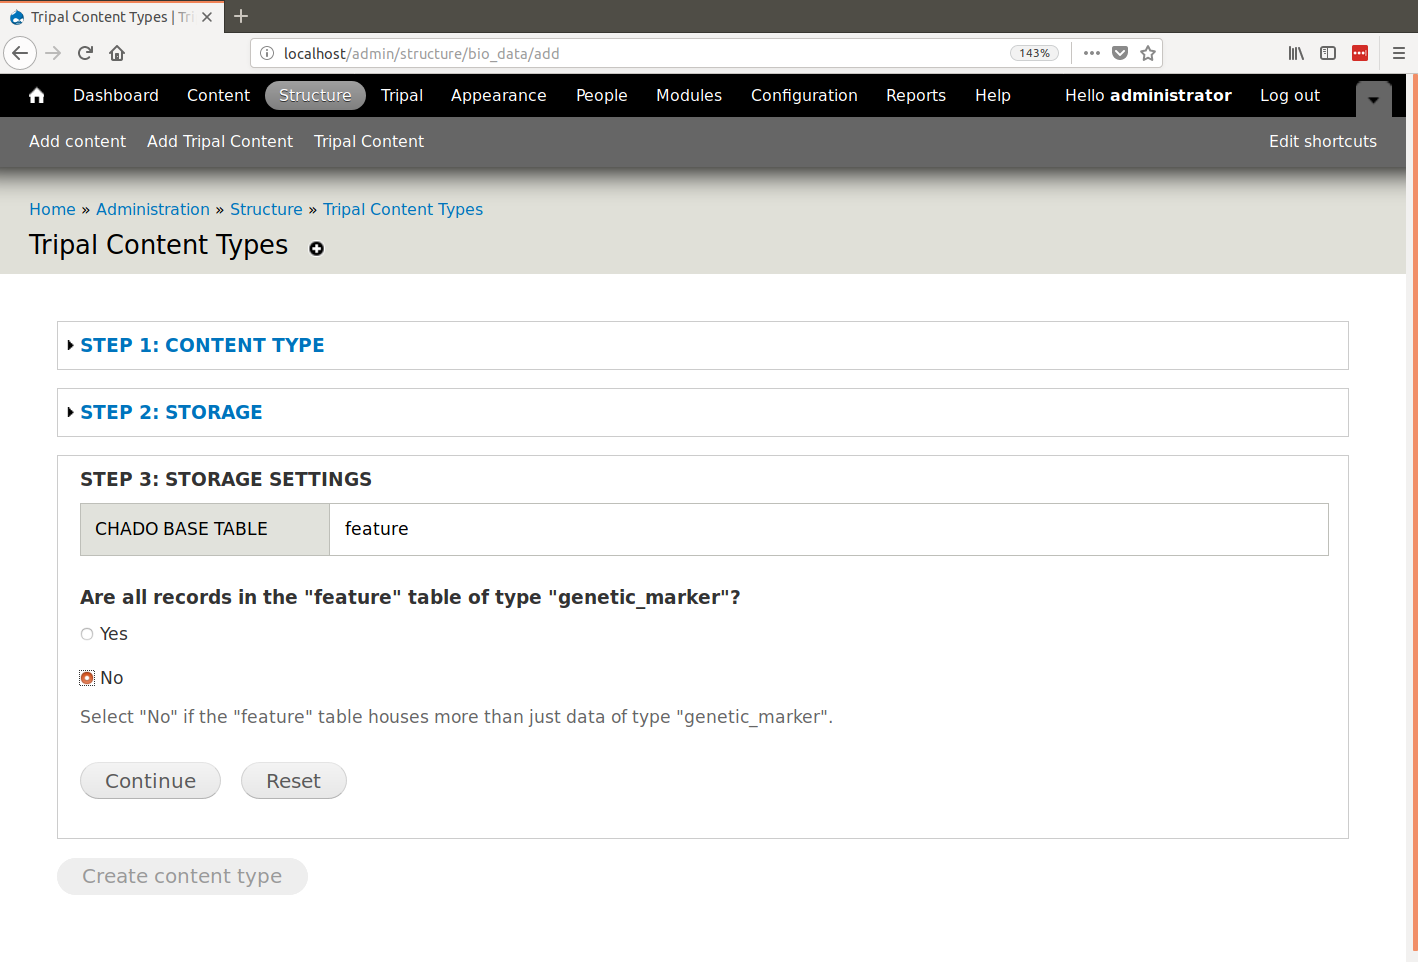 Tripal Content Types | Tri
localhost/admin/structure/bio_data/add
143%
Dashboard Content Structure Tripal Appearance People Modules Configuration Reports Help Hello administrator Log out
Add content Add Tripal Content Tripal Content Edit shortcuts
Home » Administration » Structure » Tripal Content Types
Tripal Content Types
STEP 1: CONTENT TYPE
STEP 2: STORAGE
STEP 3: STORAGE SETTINGS
CHADO BASE TABLE feature
Are all records in the "feature" table of type "genetic_marker"?
Yes
No
Select "No" if the "feature" table houses more than just data of type "genetic_marker".
Continue Reset
Create content type